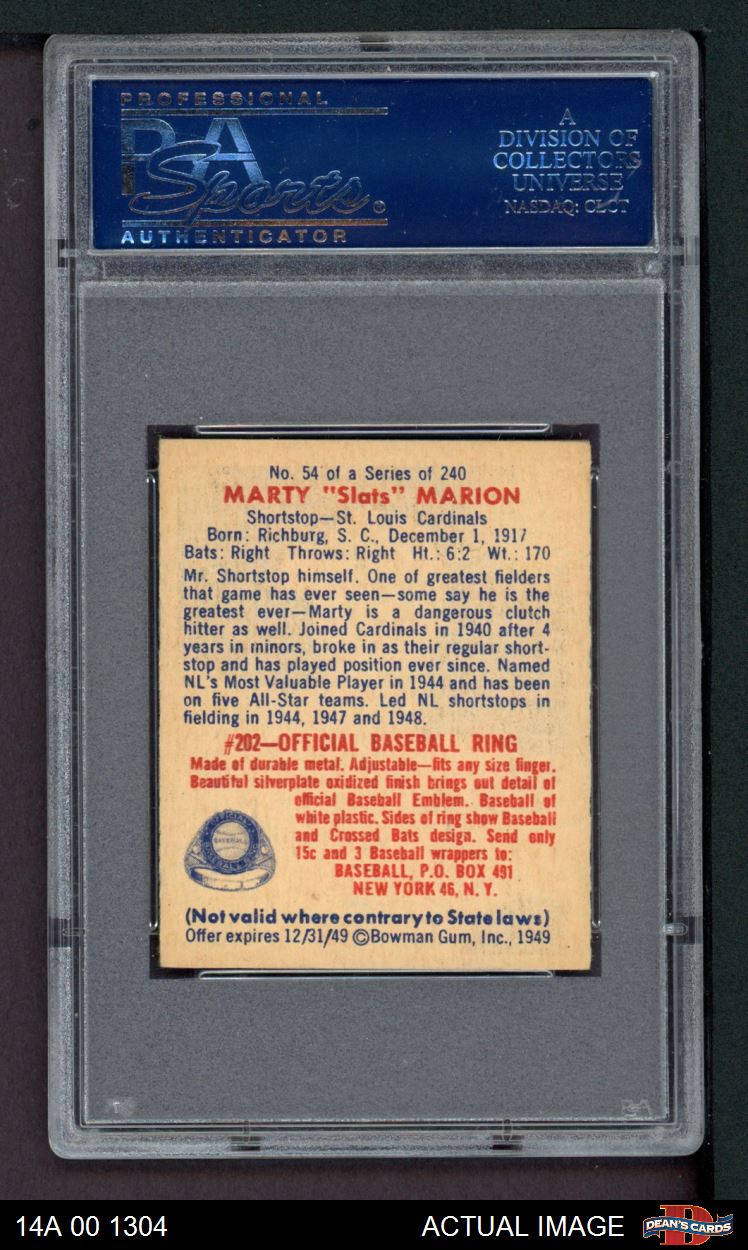 PROFESSIONAL
PSA
Sports
AUTHENTICATOR
A
DIVISION OF
COLLECTORS
UNIVERSE
NASDAQ: CLCT
No. 54 of a Series of 240
MARTY "Slats" MARION
Shortstop—St. Louis Cardinals
Born: Richburg, S. C., December 1, 1917
Bats: Right Throws: Right Ht.: 6:2 Wt.: 170
Mr. Shortstop himself. One of greatest fielders
that game has ever seen—some say he is the
greatest ever—Marty is a dangerous clutch
hitter as well. Joined Cardinals in 1940 after 4
years in minors, broke in as their regular short-
stop and has played position ever since. Named
NL's Most Valuable Player in 1944 and has been
on five All-Star teams. Led NL shortstops in
fielding in 1944, 1947 and 1948.
#202—OFFICIAL BASEBALL RING
Made of durable metal. Adjustable—fits any size finger.
Beautiful silverplate oxidized finish brings out detail of
official Baseball Emblem. Baseball of
white plastic. Sides of ring show Baseball
and Crossed Bats design. Send only
15c and 3 Baseball wrappers to:
BASEBALL, P.O. BOX 491
NEW YORK 46, N. Y.
OFFICIAL
BASEBALL
(Not valid where contrary to State laws)
Offer expires 12/31/49 ©Bowman Gum, Inc., 1949
PSA
14A 00 1304
ACTUAL IMAGE
DEAN'S CARDS